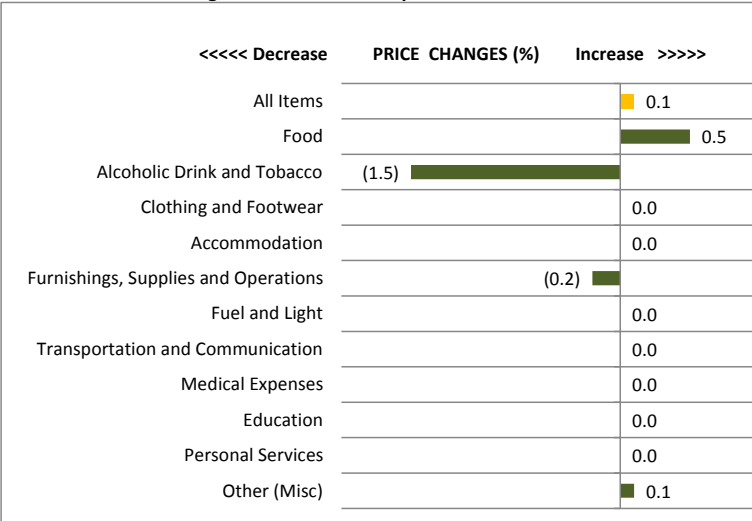 <<<<< Decrease PRICE CHANGES (%) Increase >>>>>
All Items 0.1
Food 0.5
Alcoholic Drink and Tobacco (1.5)
Clothing and Footwear 0.0
Accommodation 0.0
Furnishings, Supplies and Operations (0.2)
Fuel and Light 0.0
Transportation and Communication 0.0
Medical Expenses 0.0
Education 0.0
Personal Services 0.0
Other (Misc) 0.1